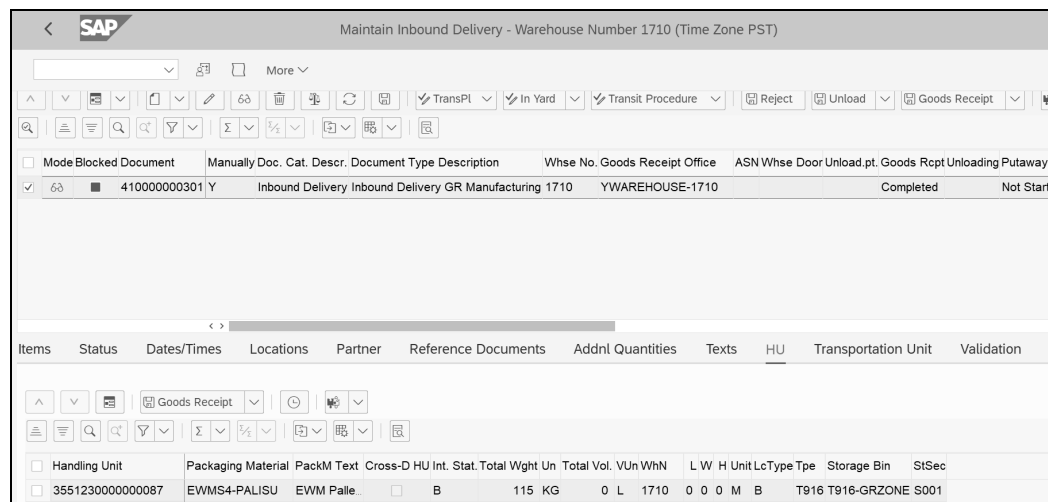 SAP
Maintain Inbound Delivery - Warehouse Number 1710 (Time Zone PST)
More
TransPl In Yard Transit Procedure Reject Unload Goods Receipt
Mode Blocked Document Manually Doc. Cat. Descr. Document Type Description Whse No. Goods Receipt Office ASN Whse Door Unload.pt. Goods Rcpt Unloading Putaway
410000000301 Y Inbound Delivery Inbound Delivery GR Manufacturing 1710 YWAREHOUSE-1710 Completed Not Start
Items Status Dates/Times Locations Partner Reference Documents Addnl Quantities Texts HU Transportation Unit Validation
Goods Receipt
Handling Unit Packaging Material PackM Text Cross-D HU Int. Stat. Total Wght Un Total Vol. VUn WhN L W H Unit LcType Tpe Storage Bin StSec
3551230000000087 EWMS4-PALISU EWM Palle... B 115 KG 0 L 1710 0 0 0 M B T916 T916-GRZONE S001